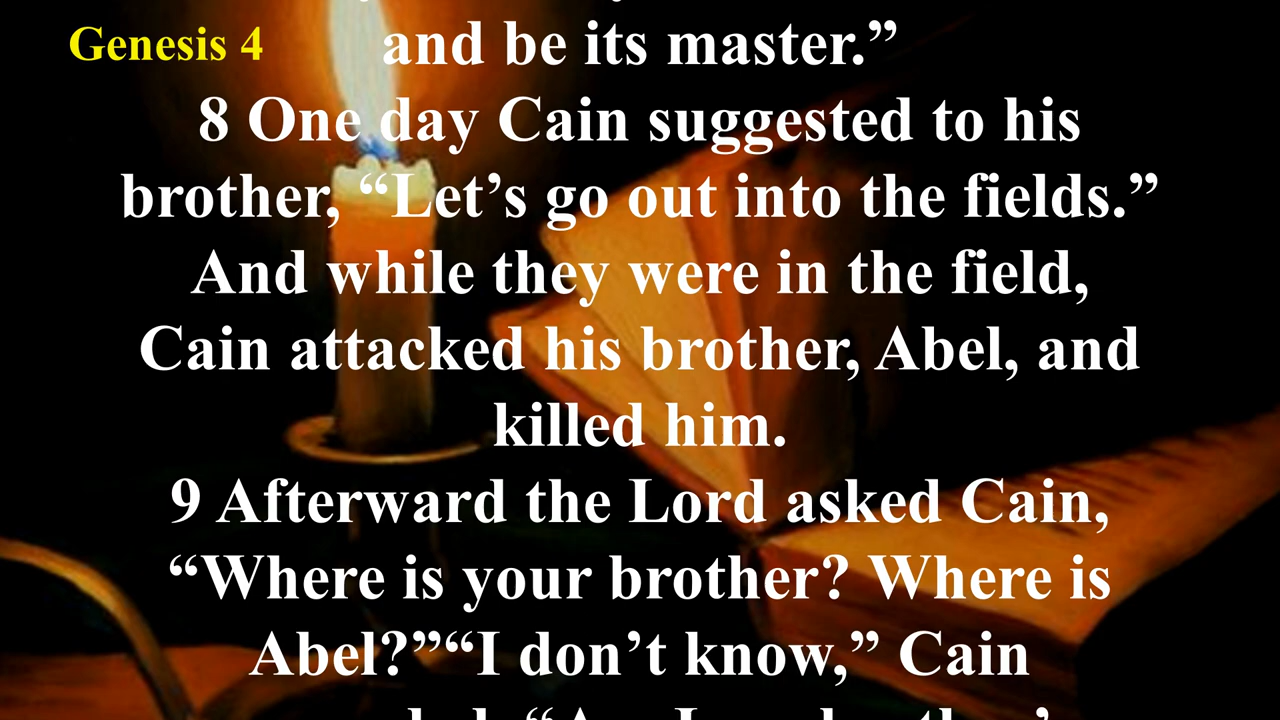 Genesis 4
and be its master.”
8 One day Cain suggested to his
brother, “Let’s go out into the fields.”
And while they were in the field,
Cain attacked his brother, Abel, and
killed him.
9 Afterward the Lord asked Cain,
“Where is your brother? Where is
Abel?”“I don’t know,” Cain